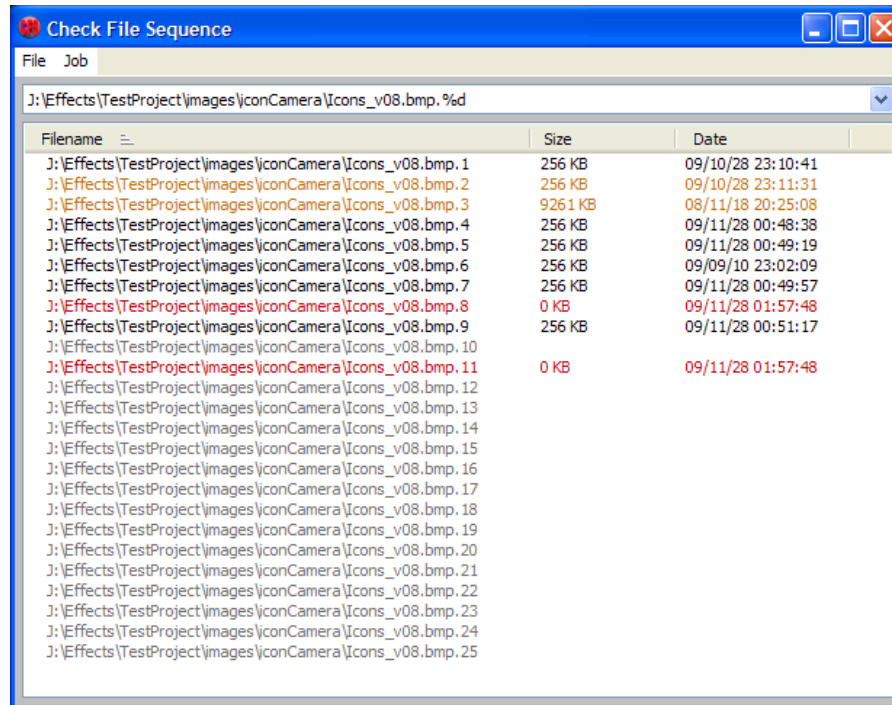 Check File Sequence
File Job
J:\Effects\TestProject\images\iconCamera\Icons_v08.bmp.%d
Filename Size Date
J:\Effects\TestProject\images\iconCamera\Icons_v08.bmp.1 256 KB 09/10/28 23:10:41
J:\Effects\TestProject\images\iconCamera\Icons_v08.bmp.2 256 KB 09/10/28 23:11:31
J:\Effects\TestProject\images\iconCamera\Icons_v08.bmp.3 9261 KB 08/11/18 20:25:08
J:\Effects\TestProject\images\iconCamera\Icons_v08.bmp.4 256 KB 09/11/28 00:48:38
J:\Effects\TestProject\images\iconCamera\Icons_v08.bmp.5 256 KB 09/11/28 00:49:19
J:\Effects\TestProject\images\iconCamera\Icons_v08.bmp.6 256 KB 09/09/10 23:02:09
J:\Effects\TestProject\images\iconCamera\Icons_v08.bmp.7 256 KB 09/11/28 00:49:57
J:\Effects\TestProject\images\iconCamera\Icons_v08.bmp.8 0 KB 09/11/28 01:57:48
J:\Effects\TestProject\images\iconCamera\Icons_v08.bmp.9 256 KB 09/11/28 00:51:17
J:\Effects\TestProject\images\iconCamera\Icons_v08.bmp.10
J:\Effects\TestProject\images\iconCamera\Icons_v08.bmp.11 0 KB 09/11/28 01:57:48
J:\Effects\TestProject\images\iconCamera\Icons_v08.bmp.12
J:\Effects\TestProject\images\iconCamera\Icons_v08.bmp.13
J:\Effects\TestProject\images\iconCamera\Icons_v08.bmp.14
J:\Effects\TestProject\images\iconCamera\Icons_v08.bmp.15
J:\Effects\TestProject\images\iconCamera\Icons_v08.bmp.16
J:\Effects\TestProject\images\iconCamera\Icons_v08.bmp.17
J:\Effects\TestProject\images\iconCamera\Icons_v08.bmp.18
J:\Effects\TestProject\images\iconCamera\Icons_v08.bmp.19
J:\Effects\TestProject\images\iconCamera\Icons_v08.bmp.20
J:\Effects\TestProject\images\iconCamera\Icons_v08.bmp.21
J:\Effects\TestProject\images\iconCamera\Icons_v08.bmp.22
J:\Effects\TestProject\images\iconCamera\Icons_v08.bmp.23
J:\Effects\TestProject\images\iconCamera\Icons_v08.bmp.24
J:\Effects\TestProject\images\iconCamera\Icons_v08.bmp.25